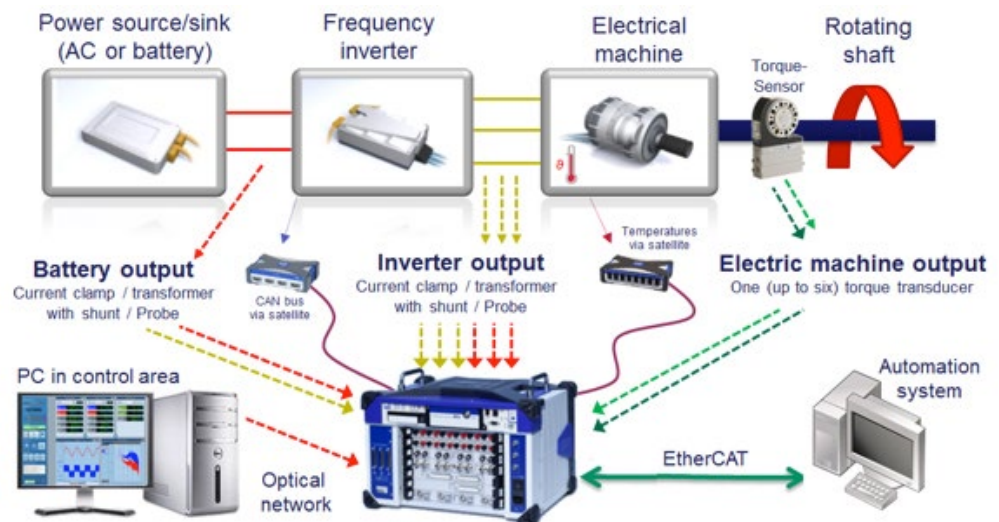 Power source/sink
(AC or battery)
Frequency
inverter
Electrical
machine
Torque-
Sensor
Rotating
shaft
ϑ
Battery output
Current clamp / transformer
with shunt / Probe
CAN bus
via satellite
Inverter output
Current clamp / transformer
with shunt / Probe
Temperatures
via satellite
Electric machine output
One (up to six) torque transducer
PC in control area
Optical
network
EtherCAT
Automation
system